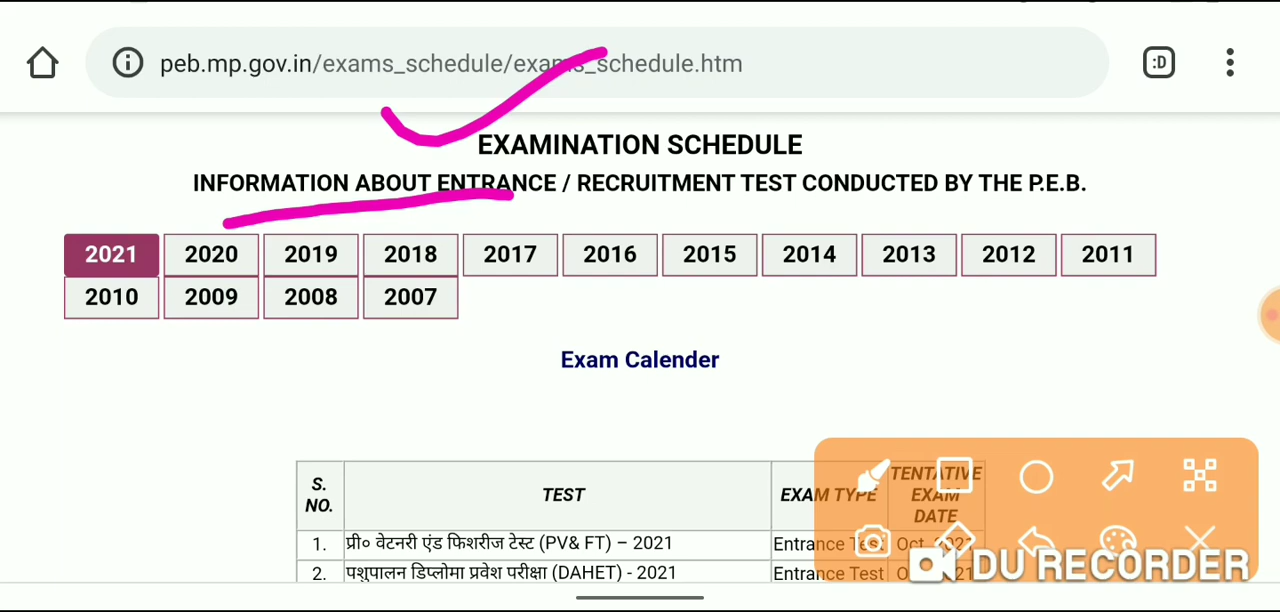 peb.mp.gov.in/exams_schedule/exams_schedule.htm
:D
EXAMINATION SCHEDULE
INFORMATION ABOUT ENTRANCE / RECRUITMENT TEST CONDUCTED BY THE P.E.B.
2021 2020 2019 2018 2017 2016 2015 2014 2013 2012 2011
2010 2009 2008 2007
Exam Calender
S. NO. TEST EXAM TYPE TENTATIVE EXAM DATE
1. प्री० वेटनरी एंड फिशरीज टेस्ट (PV& FT) – 2021 Entrance Test Oct. 2021
2. पशुपालन डिप्लोमा प्रवेश परीक्षा (DAHET) - 2021 Entrance Test
DU RECORDER